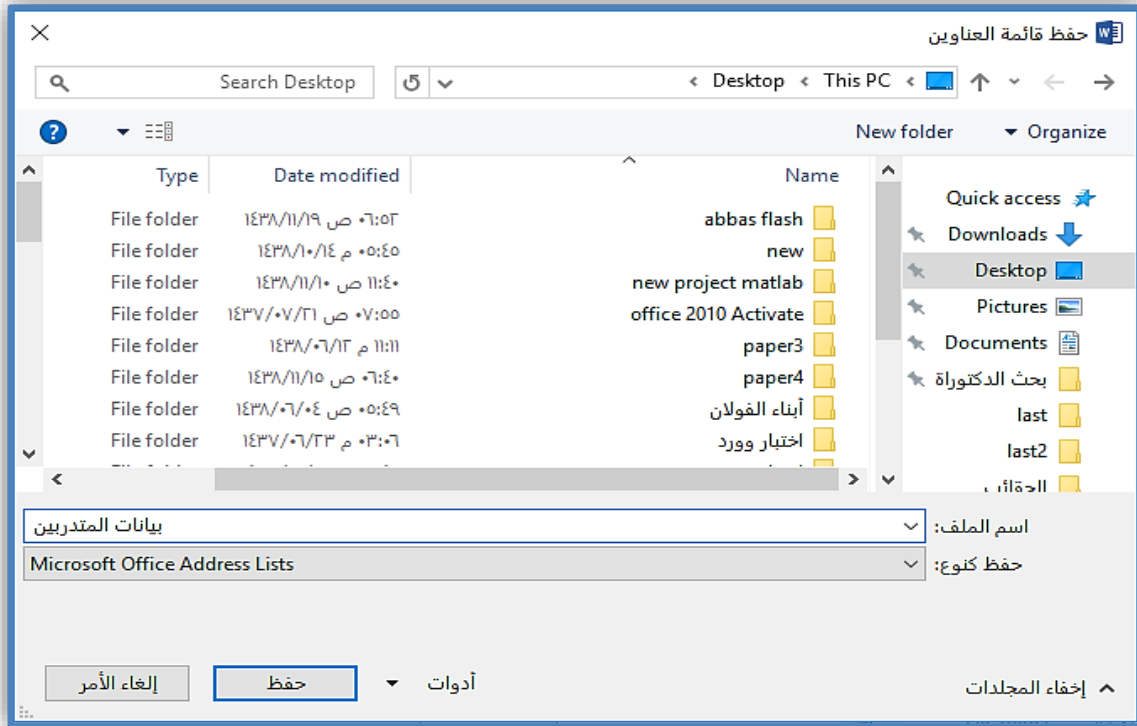 حفظ قائمة العناوين
This PC Desktop
Search Desktop
Organize New folder
Name Date modified Type
abbas flash ٠٦:٥٢ ص ١٤٣٨/١١/١٩ File folder
new ٠٥:٤٥ م ١٤٣٨/١٠/١٤ File folder
new project matlab ١١:٤٠ ص ١٤٣٨/١١/١٠ File folder
office 2010 Activate ٠٧:٥٥ ص ١٤٣٧/٠٧/٢١ File folder
paper3 ١١:١١ م ١٤٣٨/٠٦/١٢ File folder
paper4 ٠٦:٤٠ ص ١٤٣٨/١١/١٥ File folder
أبناء الفولان ٠٥:٤٩ ص ١٤٣٨/٠٦/٠٤ File folder
اختبار وورد ٠٣:٠٦ م ١٤٣٧/٠٦/٢٣ File folder
Quick access
Downloads
Desktop
Pictures
Documents
بحث الدكتوراة
last
last2
الحقائب
اسم الملف: بيانات المتدربين
حفظ كنوع: Microsoft Office Address Lists
إخفاء المجلدات
أدوات
حفظ
إلغاء الأمر